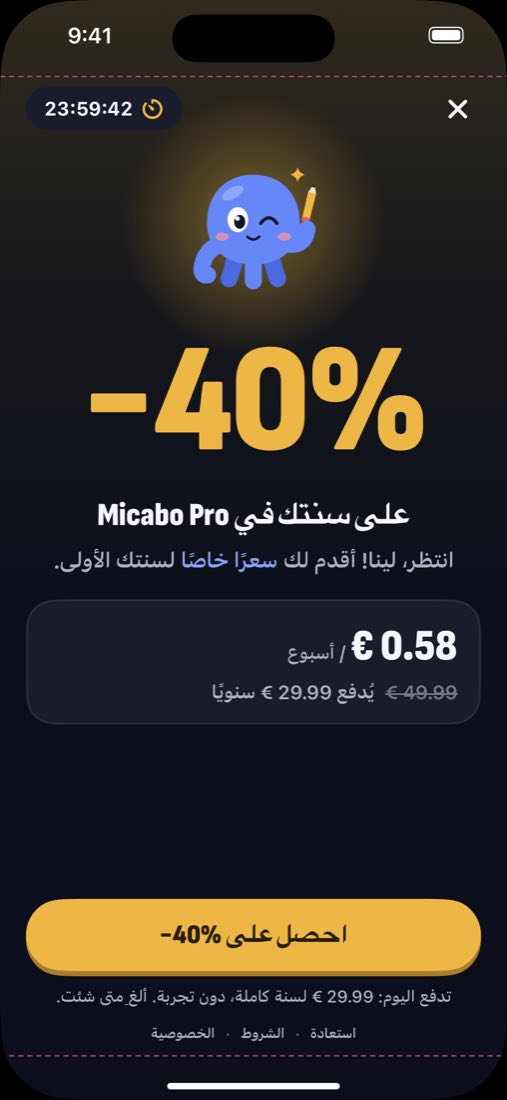 9:41
23:59:42
-40%
على سنتك في Micabo Pro
انتظر، لينا! أقدم لك سعرًا خاصًا لسنتك الأولى.
0.58 € / أسبوع
49.99 € يُدفع 29.99 € سنويًا
احصل على 40%-
تدفع اليوم: 29.99 € لسنة كاملة، دون تجربة. ألغِ متى شئت.
استعادة · الشروط · الخصوصية